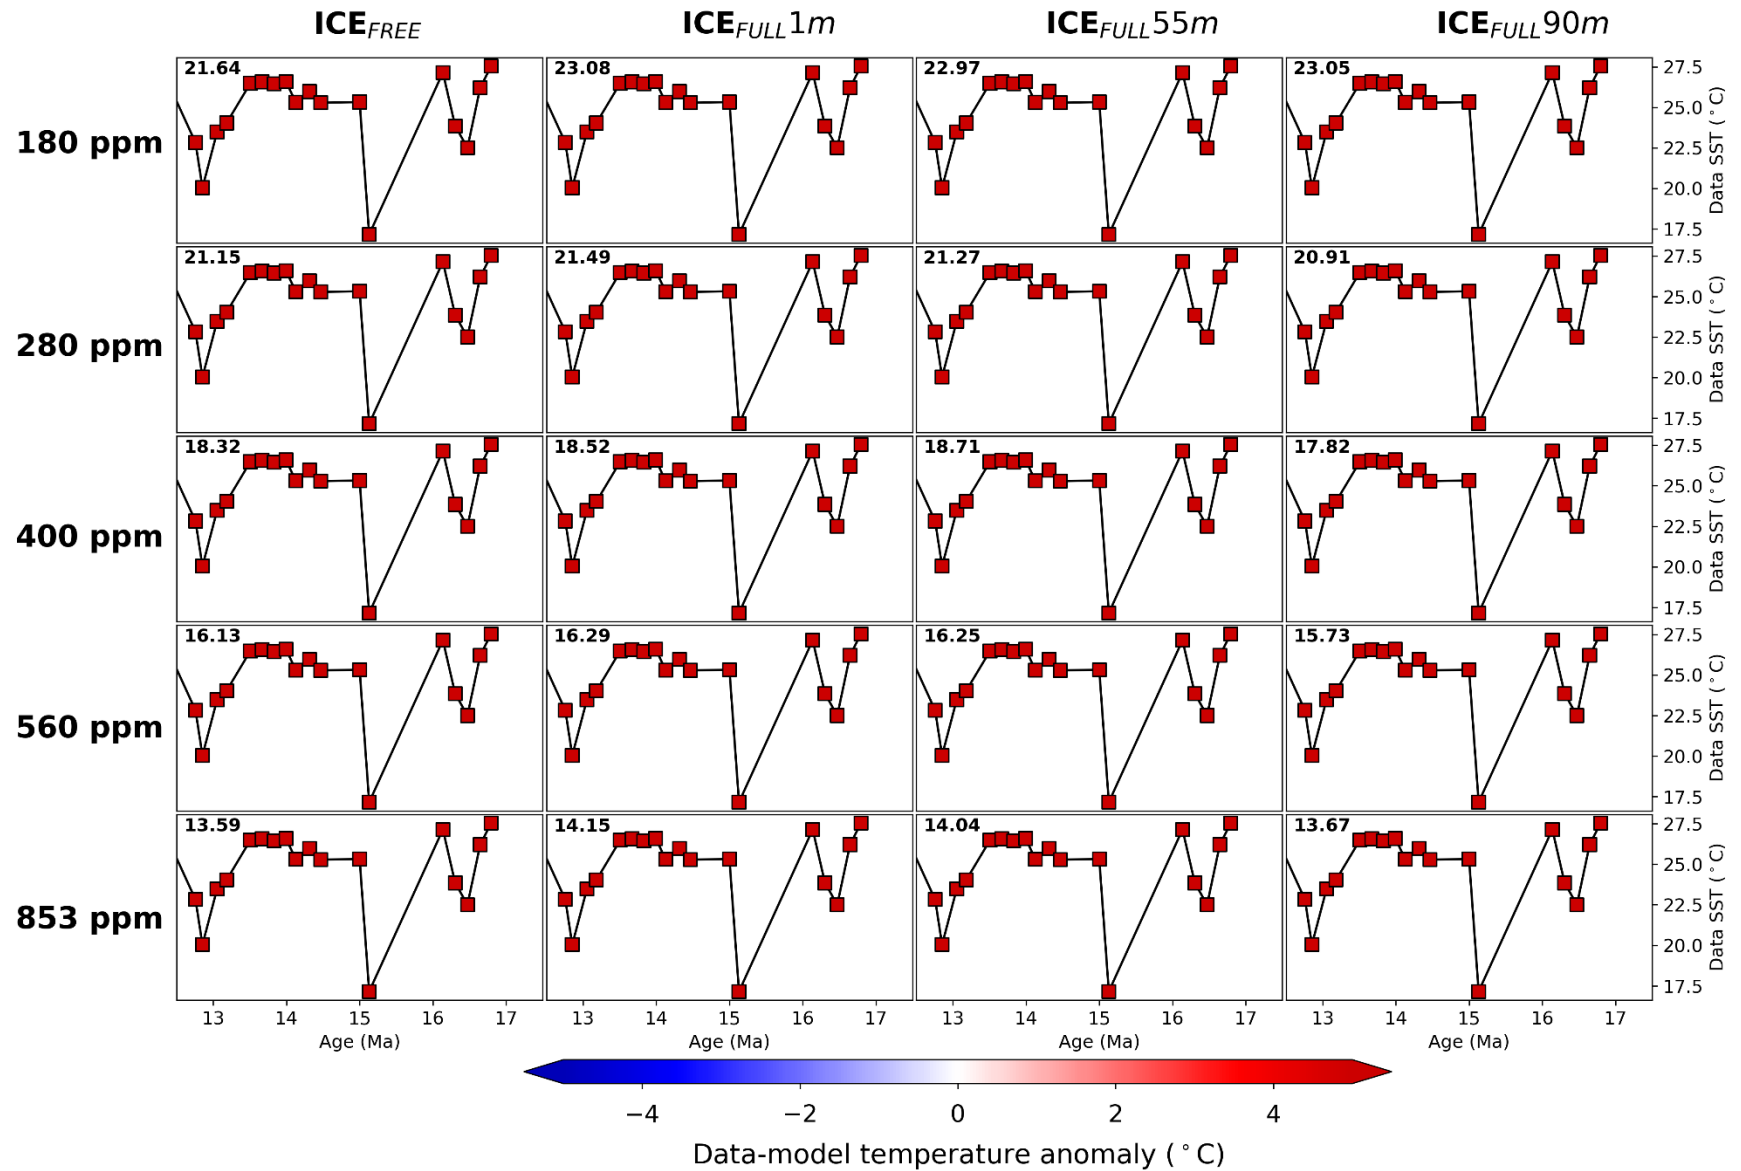 ICE_FREE ICE_FULL1m ICE_FULL55m ICE_FULL90m
180 ppm
21.64 23.08 22.97 23.05
27.5
25.0
22.5
20.0
17.5
Data SST (°C)
280 ppm
21.15 21.49 21.27 20.91
27.5
25.0
22.5
20.0
17.5
Data SST (°C)
400 ppm
18.32 18.52 18.71 17.82
27.5
25.0
22.5
20.0
17.5
Data SST (°C)
560 ppm
16.13 16.29 16.25 15.73
27.5
25.0
22.5
20.0
17.5
Data SST (°C)
853 ppm
13.59 14.15 14.04 13.67
27.5
25.0
22.5
20.0
17.5
Data SST (°C)
13 14 15 16 17 13 14 15 16 17 13 14 15 16 17 13 14 15 16 17
Age (Ma) Age (Ma) Age (Ma) Age (Ma)
−4 −2 0 2 4
Data-model temperature anomaly (°C)